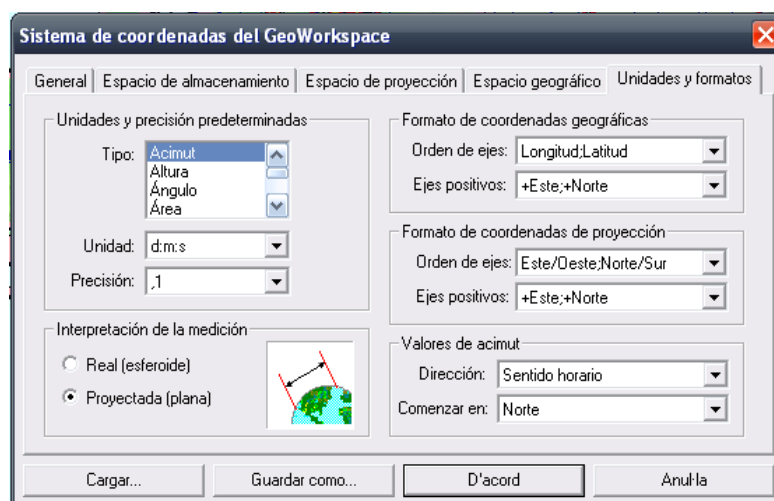 Sistema de coordenadas del GeoWorkspace
General Espacio de almacenamiento Espacio de proyección Espacio geográfico Unidades y formatos
Unidades y precisión predeterminadas
Tipo: Acimut
Altura
Ángulo
Área
Unidad: d:m:s
Precisión: ,1
Interpretación de la medición
Real (esferoide)
Proyectada (plana)
Formato de coordenadas geográficas
Orden de ejes: Longitud;Latitud
Ejes positivos: +Este;+Norte
Formato de coordenadas de proyección
Orden de ejes: Este/Oeste;Norte/Sur
Ejes positivos: +Este;+Norte
Valores de acimut
Dirección: Sentido horario
Comenzar en: Norte
Cargar... Guardar como... D'acord Anul·la